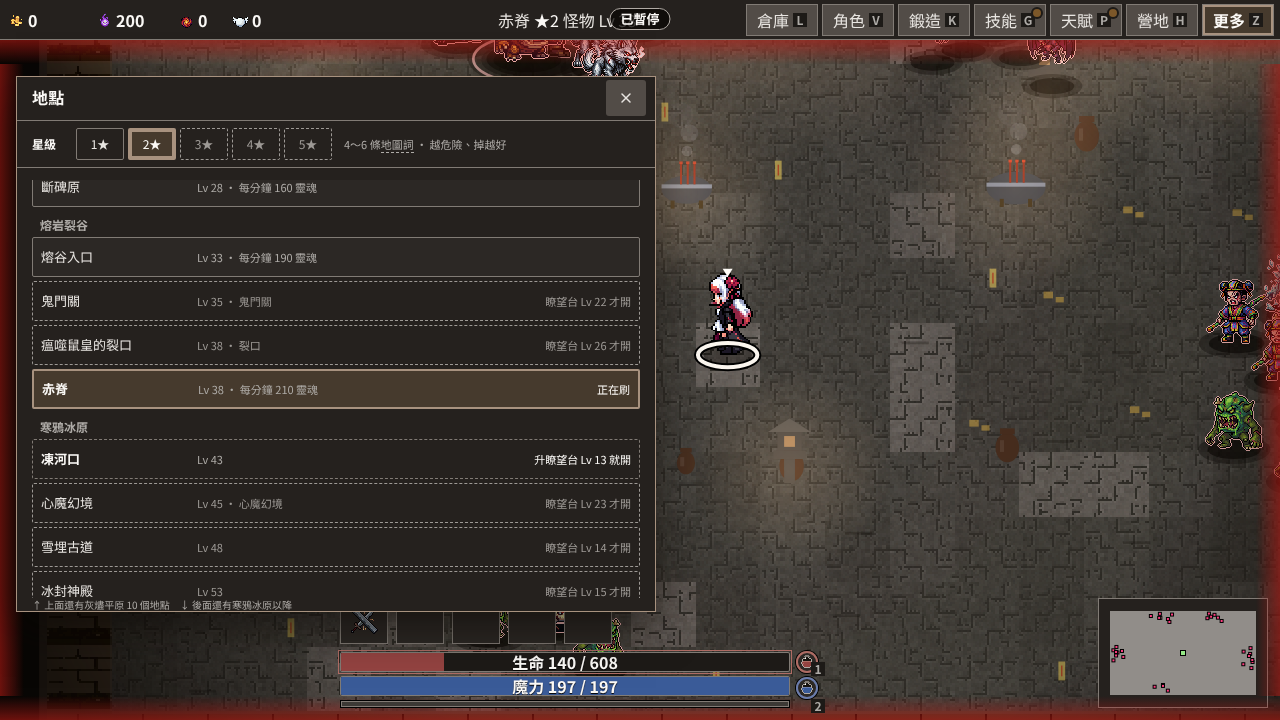 0 200 0 0 赤脊 ★2 怪物 Lv 已暫停 倉庫 L 角色 V 鍛造 K 技能 G 天賦 P 營地 H 更多 Z
地點 ✕
星級 1★ 2★ 3★ 4★ 5★ 4～6 條地圖詞 · 越危險、掉越好
斷碑原 Lv 28 · 每分鐘 160 靈魂
熔岩裂谷
熔谷入口 Lv 33 · 每分鐘 190 靈魂
鬼門關 Lv 35 · 鬼門關 瞭望台 Lv 22 才開
瘟噬鼠皇的裂口 Lv 38 · 裂口 瞭望台 Lv 26 才開
赤脊 Lv 38 · 每分鐘 210 靈魂 正在刷
寒鴉冰原
凍河口 Lv 43 升瞭望台 Lv 13 就開
心魔幻境 Lv 45 · 心魔幻境 瞭望台 Lv 23 才開
雪埋古道 Lv 48 瞭望台 Lv 14 才開
冰封神殿 Lv 53 瞭望台 Lv 15 才開
↑ 上面還有灰燼平原 10 個地點 ↓ 後面還有寒鴉冰原以降
生命 140 / 608 1
魔力 197 / 197 2